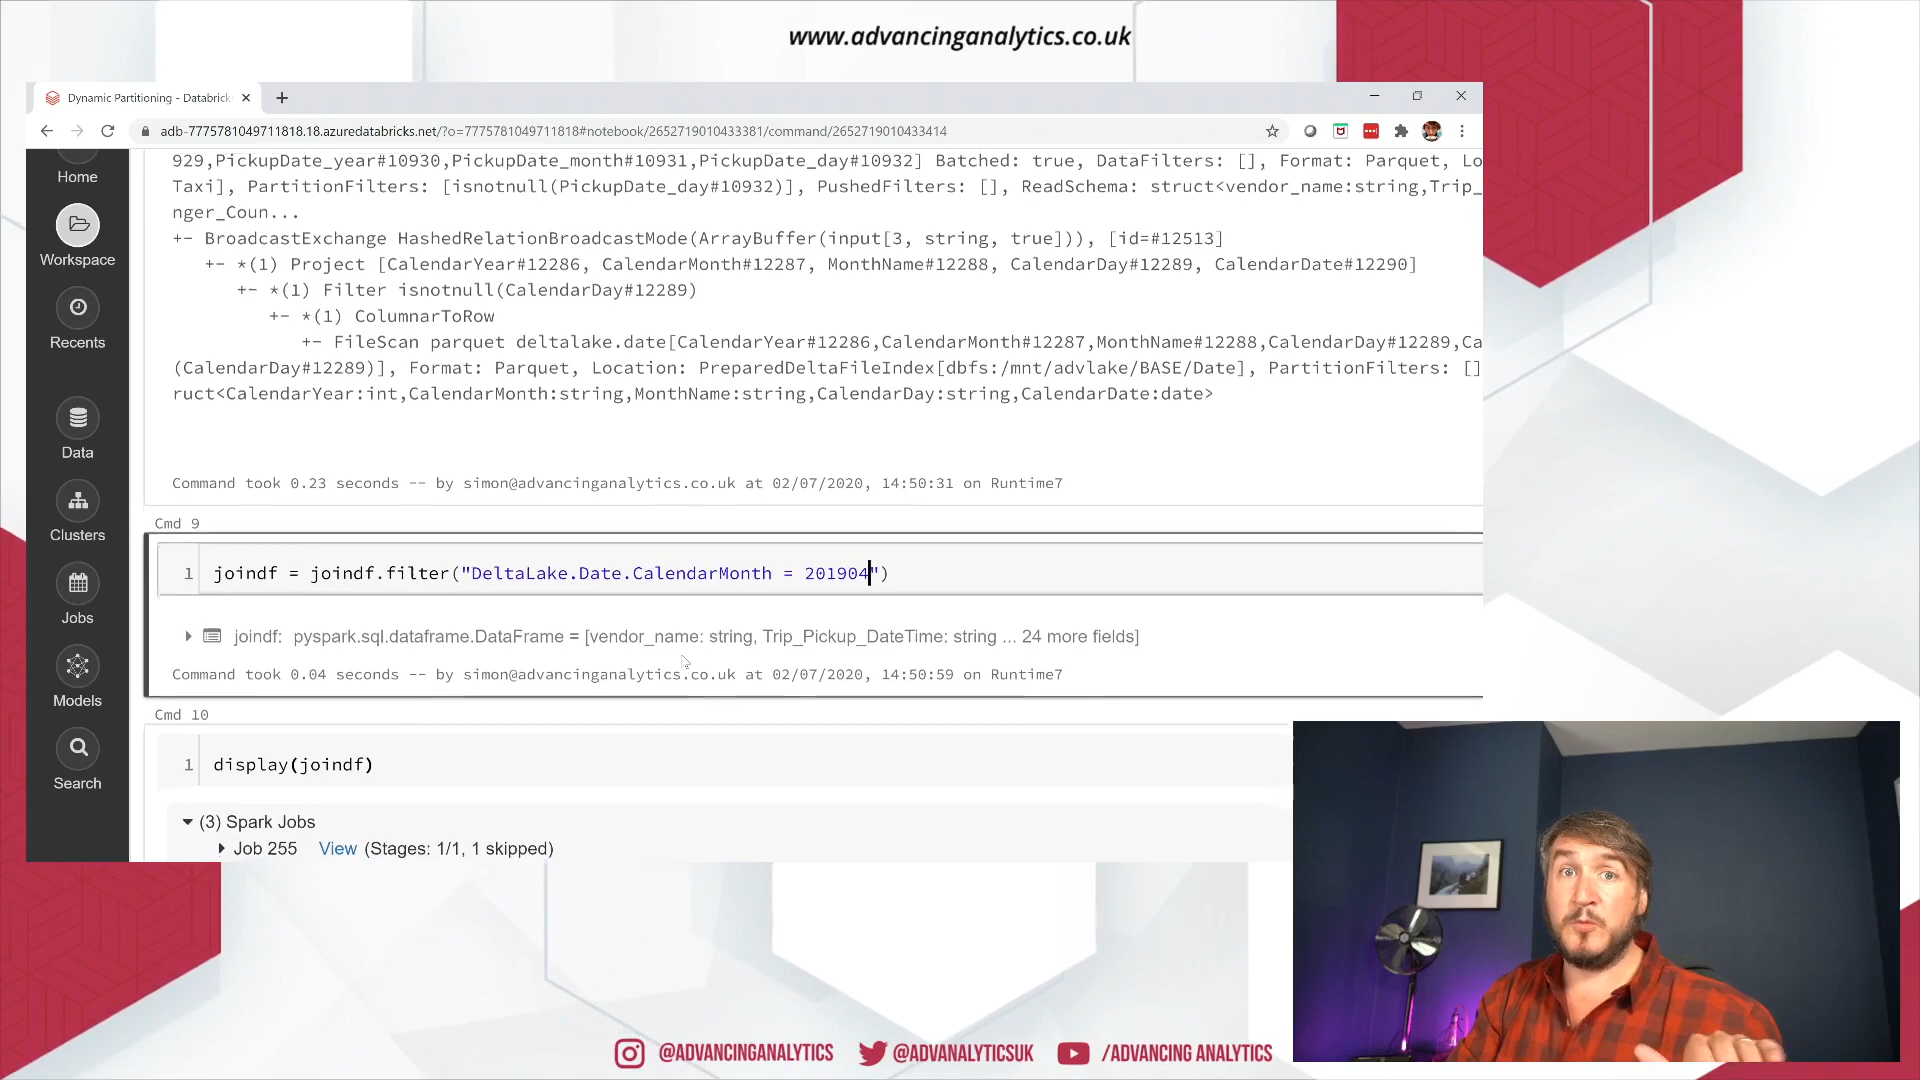 www.advancinganalytics.co.uk
Dynamic Partitioning - Databrick
adb-7775781049711818.18.azuredatabricks.net/?o=7775781049711818#notebook/2652719010433381/command/2652719010433414
Home
Workspace
Recents
Data
Clusters
Jobs
Models
Search
929,PickupDate_year#10930,PickupDate_month#10931,PickupDate_day#10932] Batched: true, DataFilters: [], Format: Parquet, Lo
Taxi], PartitionFilters: [isnotnull(PickupDate_day#10932)], PushedFilters: [], ReadSchema: struct<vendor_name:string,Trip_
nger_Coun...
+- BroadcastExchange HashedRelationBroadcastMode(ArrayBuffer(input[3, string, true])), [id=#12513]
+- *(1) Project [CalendarYear#12286, CalendarMonth#12287, MonthName#12288, CalendarDay#12289, CalendarDate#12290]
+- *(1) Filter isnotnull(CalendarDay#12289)
+- *(1) ColumnarToRow
+- FileScan parquet deltalake.date[CalendarYear#12286,CalendarMonth#12287,MonthName#12288,CalendarDay#12289,Ca
(CalendarDay#12289)], Format: Parquet, Location: PreparedDeltaFileIndex[dbfs:/mnt/advlake/BASE/Date], PartitionFilters: []
ruct<CalendarYear:int,CalendarMonth:string,MonthName:string,CalendarDay:string,CalendarDate:date>
Command took 0.23 seconds -- by simon@advancinganalytics.co.uk at 02/07/2020, 14:50:31 on Runtime7
Cmd 9
1 joindf = joindf.filter("DeltaLake.Date.CalendarMonth = 201904")
joindf: pyspark.sql.dataframe.DataFrame = [vendor_name: string, Trip_Pickup_DateTime: string ... 24 more fields]
Command took 0.04 seconds -- by simon@advancinganalytics.co.uk at 02/07/2020, 14:50:59 on Runtime7
Cmd 10
1 display(joindf)
(3) Spark Jobs
Job 255 View (Stages: 1/1, 1 skipped)
@ADVANCINGANALYTICS @ADVANALYTICSUK /ADVANCING ANALYTICS